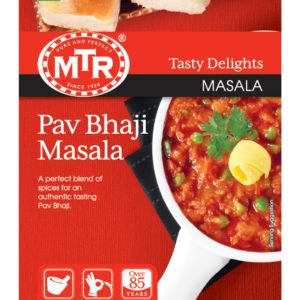 PURE AND PERFECT
MTR
SINCE 1924
Tasty Delights
MASALA
Pav Bhaji
Masala
A perfect blend of
spices for an
authentic tasting
Pav Bhaji.
Over
85
YEARS
Serving Suggestion